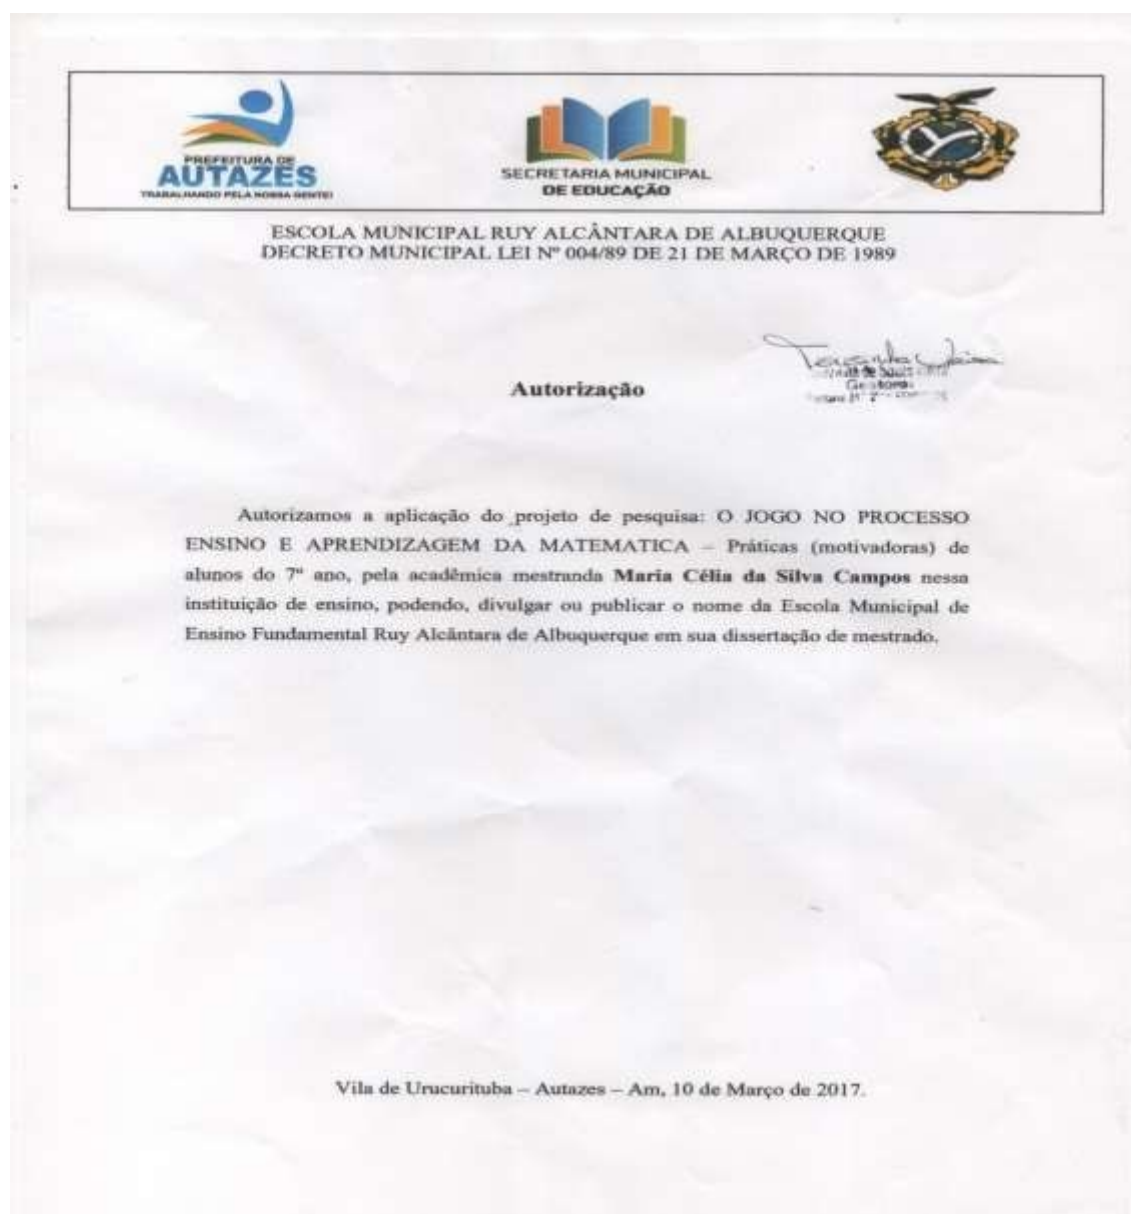 PREFEITURA DE
AUTAZES
TRABALHANDO PELA NOSSA GENTE!
SECRETARIA MUNICIPAL
DE EDUCAÇÃO
ESCOLA MUNICIPAL RUY ALCÂNTARA DE ALBUQUERQUE
DECRETO MUNICIPAL LEI Nº 004/89 DE 21 DE MARÇO DE 1989
Gestora
Autorização
Autorizamos a aplicação do projeto de pesquisa: O JOGO NO PROCESSO
ENSINO E APRENDIZAGEM DA MATEMATICA – Práticas (motivadoras) de
alunos do 7º ano, pela acadêmica mestranda Maria Célia da Silva Campos nessa
instituição de ensino, podendo, divulgar ou publicar o nome da Escola Municipal de
Ensino Fundamental Ruy Alcântara de Albuquerque em sua dissertação de mestrado.
Vila de Urucurituba – Autazes – Am, 10 de Março de 2017.